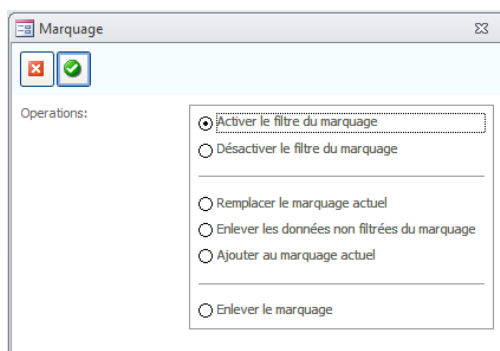 Marquage
Operations:
Activer le filtre du marquage
Désactiver le filtre du marquage
Remplacer le marquage actuel
Enlever les données non filtrées du marquage
Ajouter au marquage actuel
Enlever le marquage